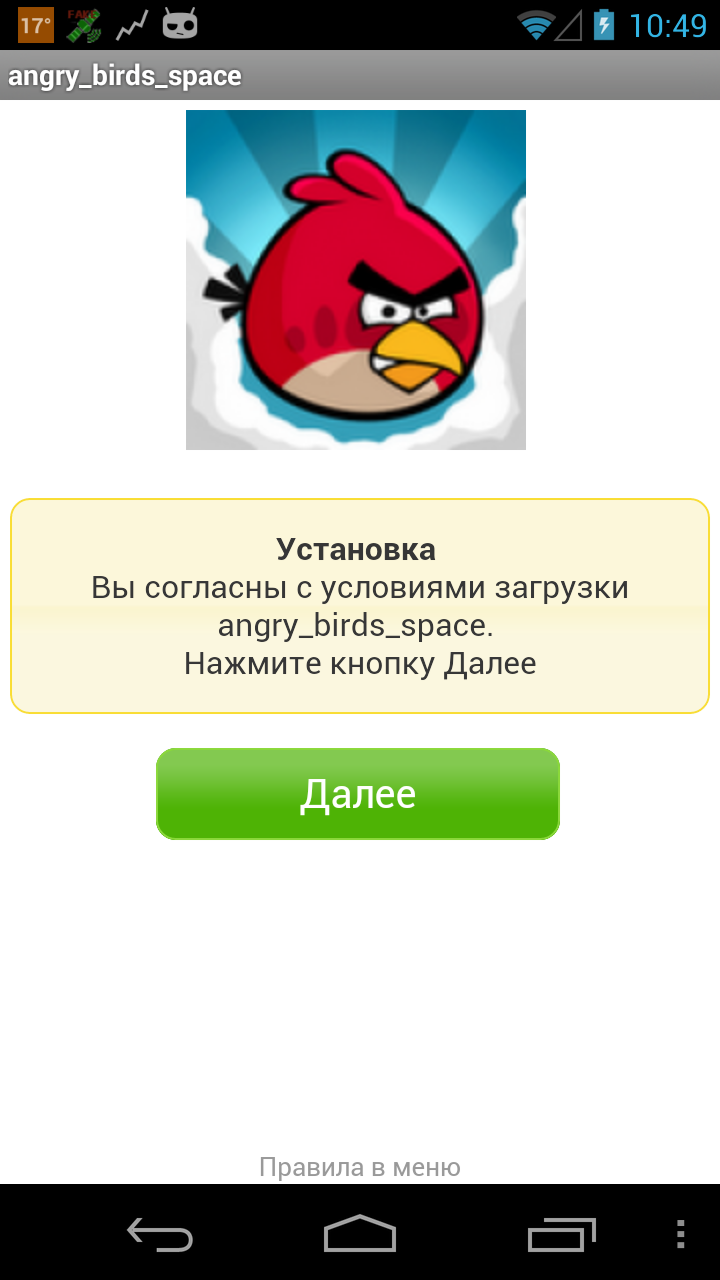 17°
FAKE
10:49
angry_birds_space
Установка
Вы согласны с условиями загрузки
angry_birds_space.
Нажмите кнопку Далее
Далее
Правила в меню